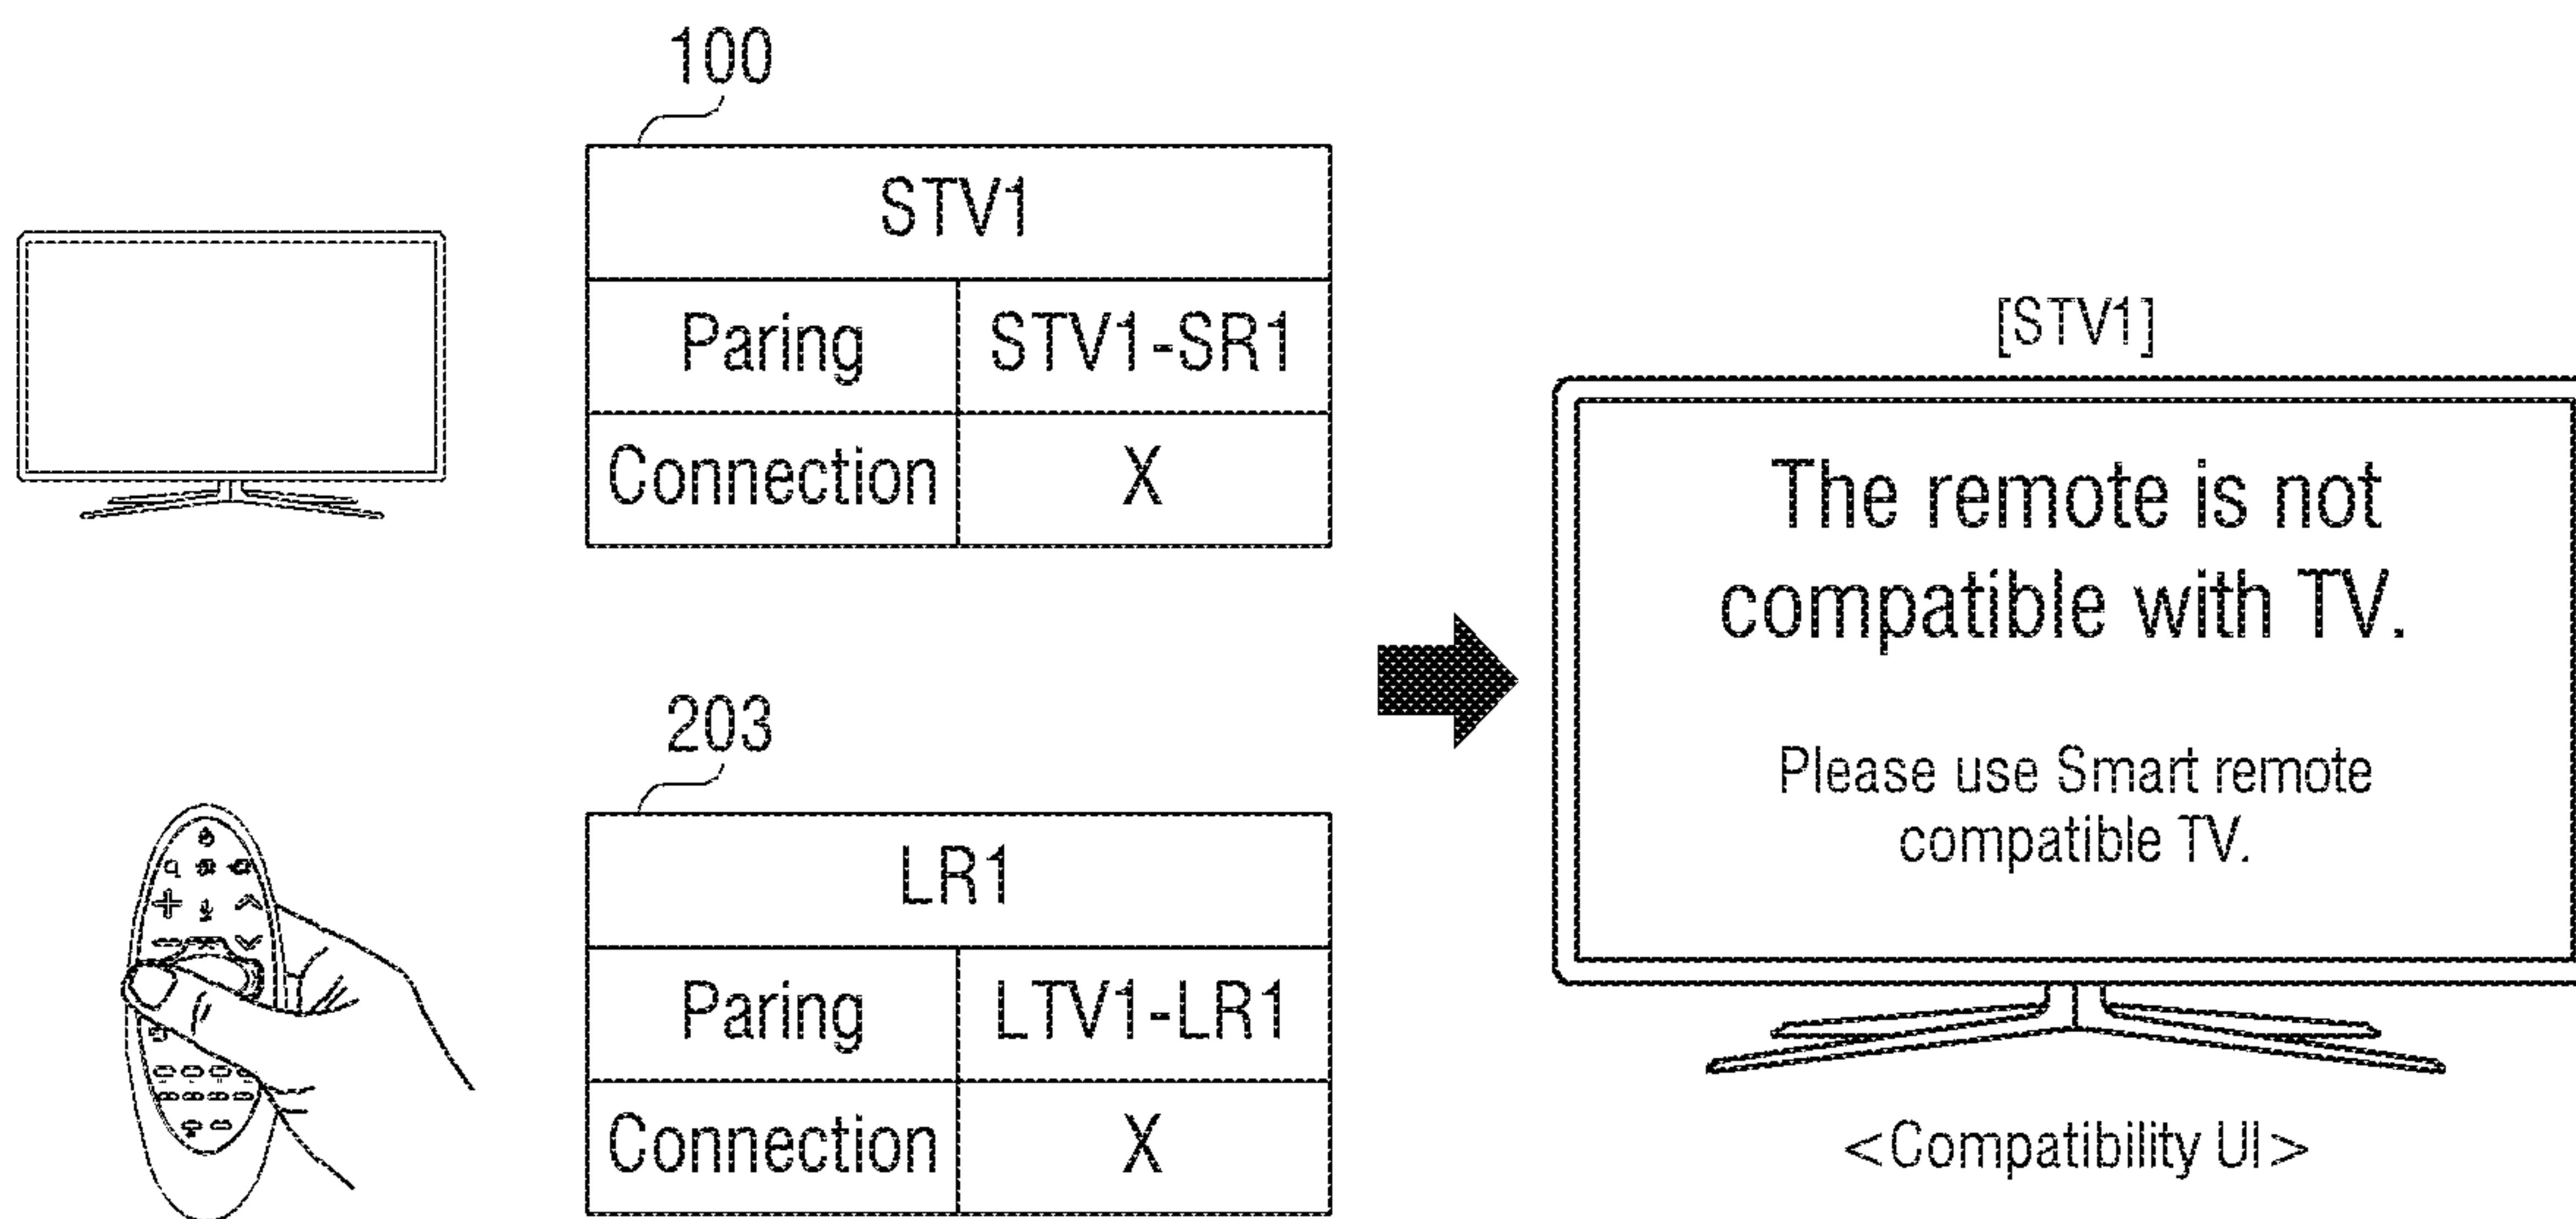 100
STV1
Paring STV1-SR1
Connection X
203
LR1
Paring LTV1-LR1
Connection X
[STV1]
The remote is not
compatible with TV.
Please use Smart remote
compatible TV.
<Compatibility UI>